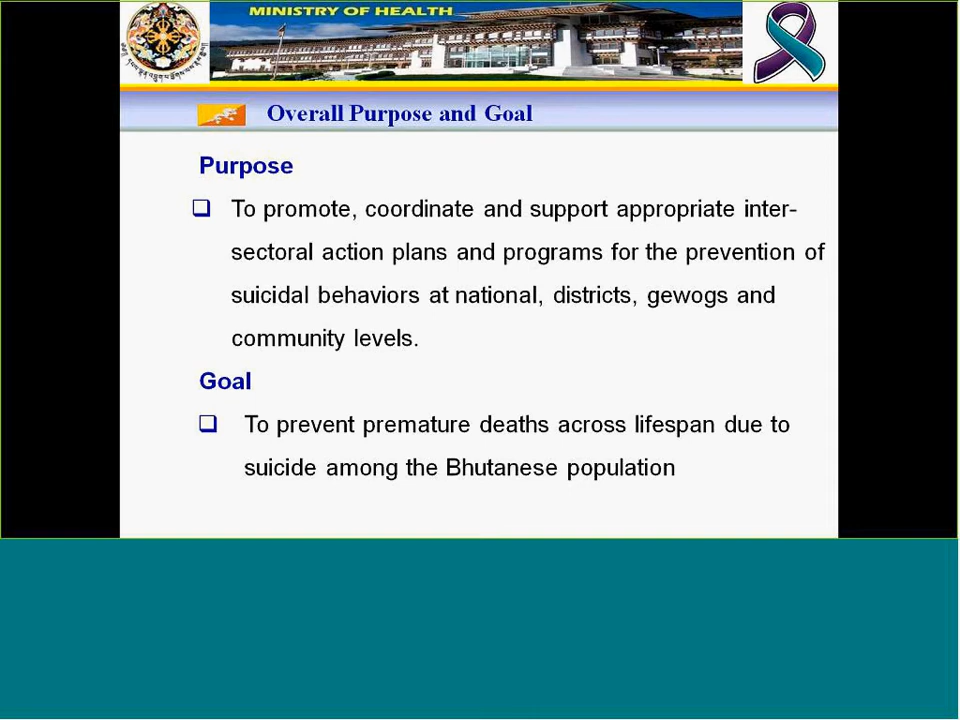 MINISTRY OF HEALTH
Overall Purpose and Goal
Purpose
❑ To promote, coordinate and support appropriate inter-
sectoral action plans and programs for the prevention of
suicidal behaviors at national, districts, gewogs and
community levels.
Goal
❑ To prevent premature deaths across lifespan due to
suicide among the Bhutanese population